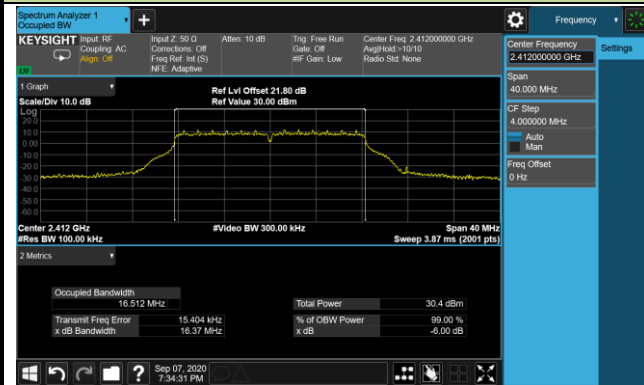 Spectrum Analyzer 1
Occupied BW
Frequency
KEYSIGHT
Input: RF
Coupling: AC
Align: Off
Input Z: 50 Ω
Corrections: Off
Freq Ref: Int (S)
NFE: Adaptive
Atten: 10 dB
Trig: Free Run
Gate: Off
#IF Gain: Low
Center Freq: 2.412000000 GHz
Avg|Hold:>10/10
Radio Std: None
Center Frequency
2.412000000 GHz
Settings
Span
40.000 MHz
CF Step
4.000000 MHz
Auto
Man
Freq Offset
0 Hz
1 Graph
Scale/Div 10.0 dB
Ref Lvl Offset 21.80 dB
Ref Value 30.00 dBm
Log
20.0
10.0
0.00
-10.0
-20.0
-30.0
-40.0
-50.0
-60.0
Center 2.412 GHz
#Res BW 100.00 kHz
#Video BW 300.00 kHz
Span 40 MHz
Sweep 3.87 ms (2001 pts)
2 Metrics
Occupied Bandwidth
16.512 MHz
Total Power 30.4 dBm
Transmit Freq Error 15.404 kHz
% of OBW Power 99.00 %
x dB Bandwidth 16.37 MHz
x dB -6.00 dB
?
Sep 07, 2020
7:34:31 PM